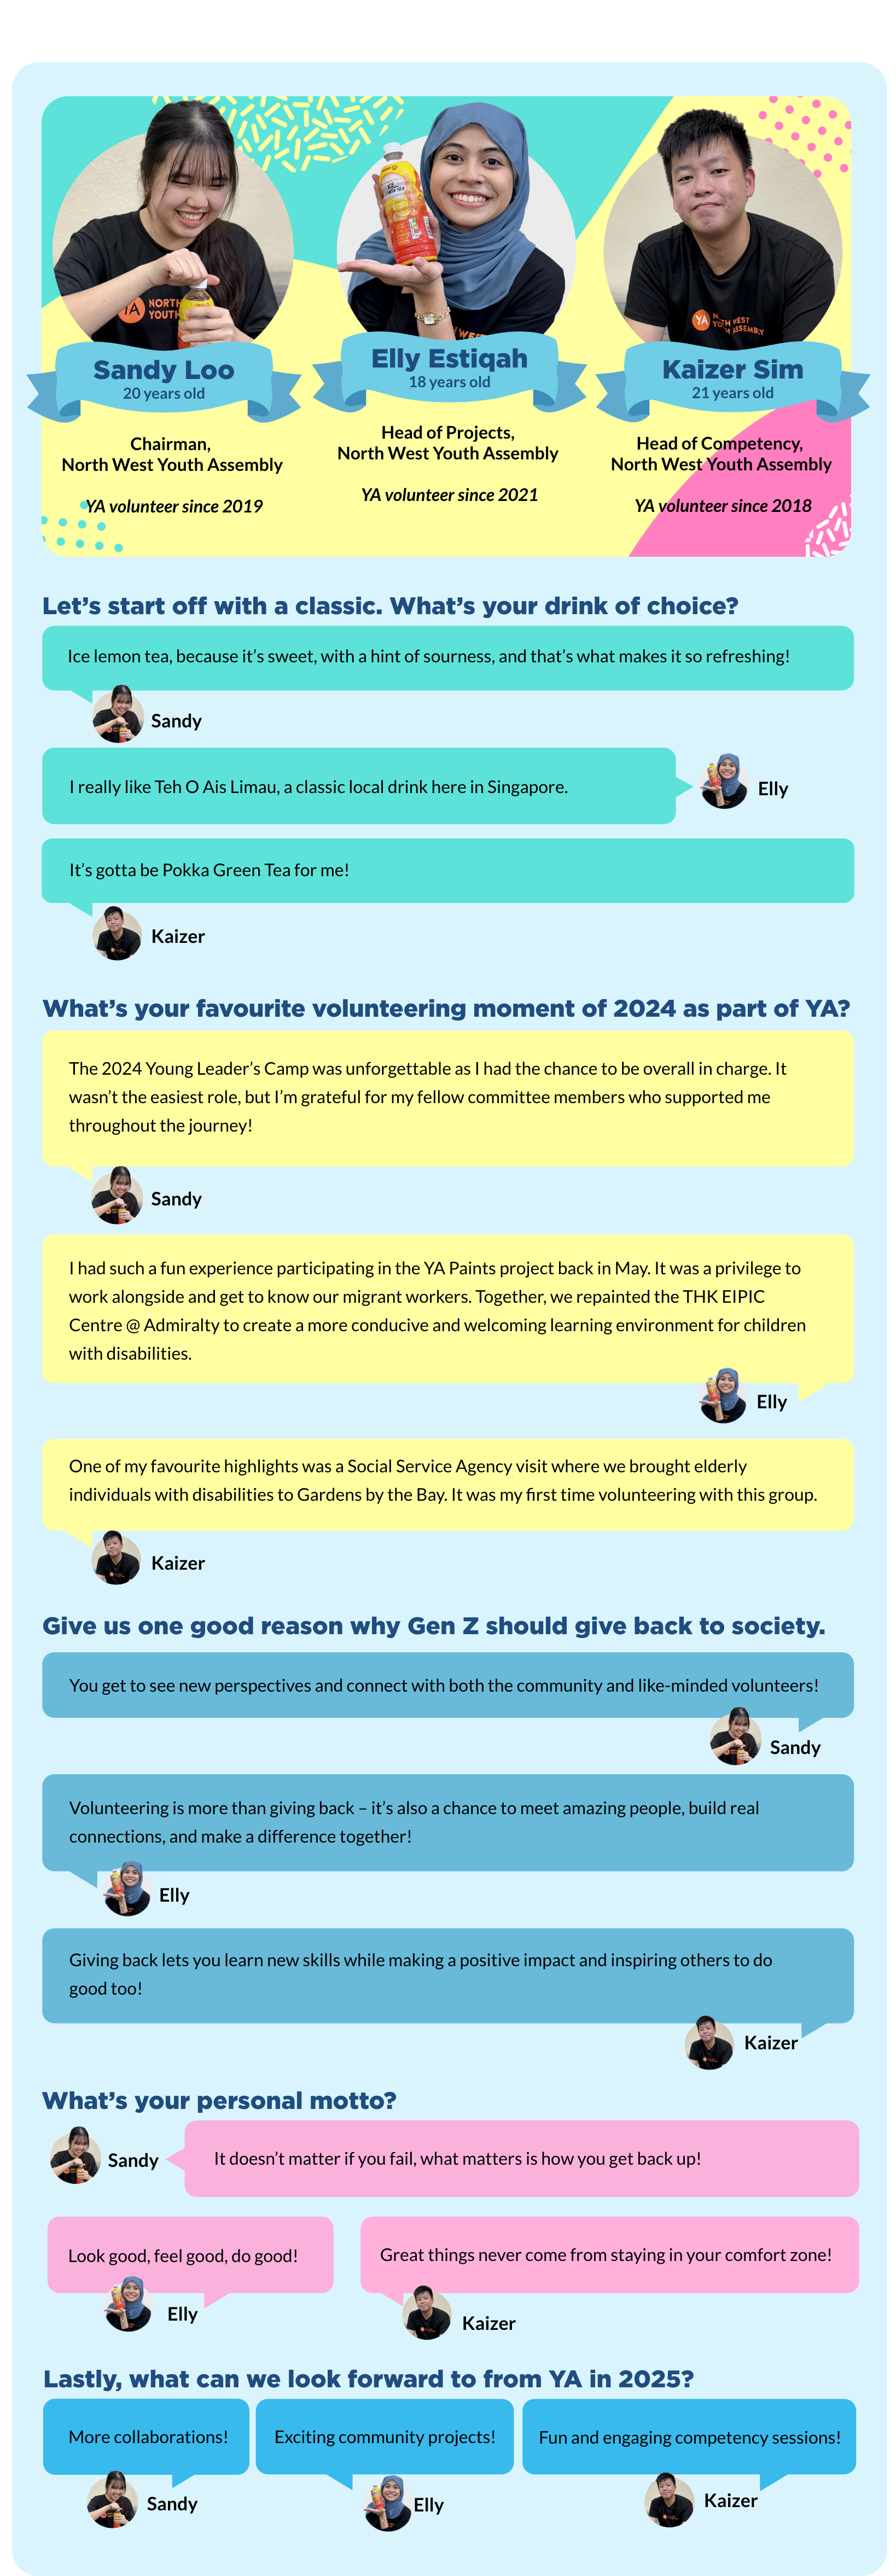 NORTH
YOUTH
YA
Sandy Loo
20 years old
Chairman,
North West Youth Assembly
YA volunteer since 2019
Elly Estiqah
18 years old
Head of Projects,
North West Youth Assembly
YA volunteer since 2021
YA
Kaizer Sim
21 years old
Head of Competency,
North West Youth Assembly
YA volunteer since 2018
Let's start off with a classic. What's your drink of choice?
Ice lemon tea, because it's sweet, with a hint of sourness, and that's what makes it so refreshing!
Sandy
I really like Teh O Ais Limau, a classic local drink here in Singapore.
Elly
It's gotta be Pokka Green Tea for me!
Kaizer
What's your favourite volunteering moment of 2024 as part of YA?
The 2024 Young Leader's Camp was unforgettable as I had the chance to be overall in charge. It
wasn't the easiest role, but I'm grateful for my fellow committee members who supported me
throughout the journey!
Sandy
I had such a fun experience participating in the YA Paints project back in May. It was a privilege to
work alongside and get to know our migrant workers. Together, we repainted the THK EIPIC
Centre @ Admiralty to create a more conducive and welcoming learning environment for children
with disabilities.
Elly
One of my favourite highlights was a Social Service Agency visit where we brought elderly
individuals with disabilities to Gardens by the Bay. It was my first time volunteering with this group.
Kaizer
Give us one good reason why Gen Z should give back to society.
You get to see new perspectives and connect with both the community and like-minded volunteers!
Sandy
Volunteering is more than giving back – it's also a chance to meet amazing people, build real
connections, and make a difference together!
Elly
Giving back lets you learn new skills while making a positive impact and inspiring others to do
good too!
Kaizer
What's your personal motto?
Sandy
It doesn't matter if you fail, what matters is how you get back up!
Look good, feel good, do good!
Elly
Great things never come from staying in your comfort zone!
Kaizer
Lastly, what can we look forward to from YA in 2025?
More collaborations!
Sandy
Exciting community projects!
Elly
Fun and engaging competency sessions!
Kaizer